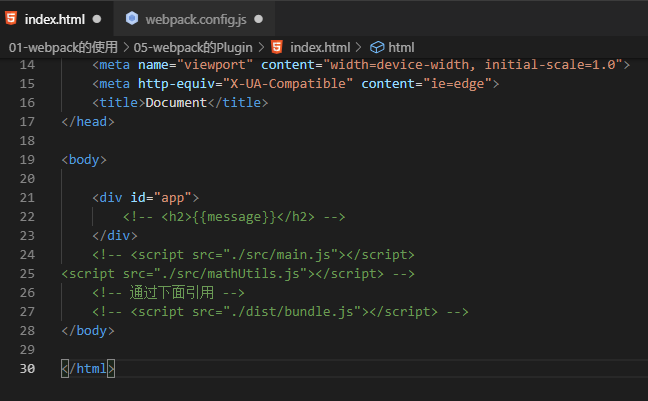 index.html
webpack.config.js
01-webpack的使用 > 05-webpack的Plugin > index.html > html
14 <meta name="viewport" content="width=device-width, initial-scale=1.0">
15 <meta http-equiv="X-UA-Compatible" content="ie=edge">
16 <title>Document</title>
17 </head>
18
19 <body>
20
21 <div id="app">
22 <!-- <h2>{{message}}</h2> -->
23 </div>
24 <!-- <script src="./src/main.js"></script>
25 <script src="./src/mathUtils.js"></script> -->
26 <!-- 通过下面引用 -->
27 <!-- <script src="./dist/bundle.js"></script> -->
28 </body>
29
30 </html>